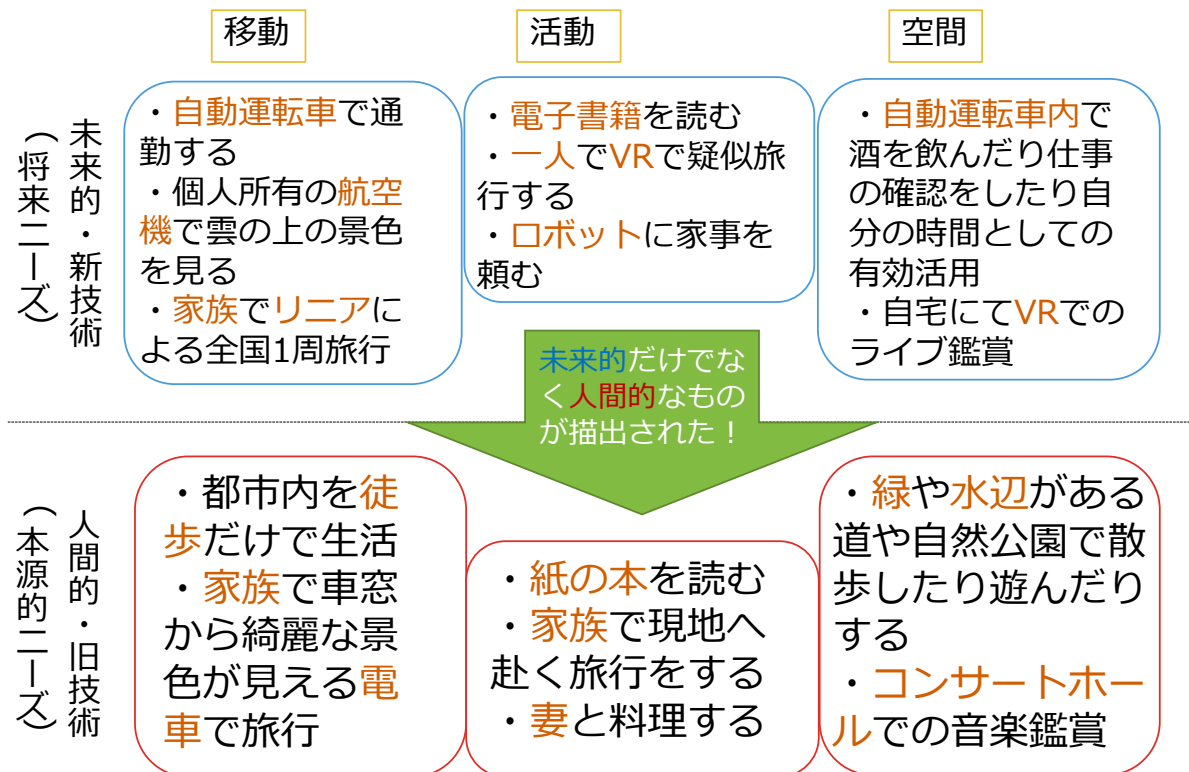 移動
活動
空間
未来的・新技術
（将来ニーズ）
・自動運転車で通
勤する
・個人所有の航空
機で雲の上の景色
を見る
・家族でリニアに
よる全国1周旅行
・電子書籍を読む
・一人でVRで疑似旅
行する
・ロボットに家事を
頼む
・自動運転車内で
酒を飲んだり仕事
の確認をしたり自
分の時間としての
有効活用
・自宅にてVRでの
ライブ鑑賞
未来的だけでな
く人間的なもの
が描出された！
人間的・旧技術
（本源的ニーズ）
・都市内を徒
歩だけで生活
・家族で車窓
から綺麗な景
色が見える電
車で旅行
・紙の本を読む
・家族で現地へ
赴く旅行をする
・妻と料理する
・緑や水辺がある
道や自然公園で散
歩したり遊んだり
する
・コンサートホー
ルでの音楽鑑賞